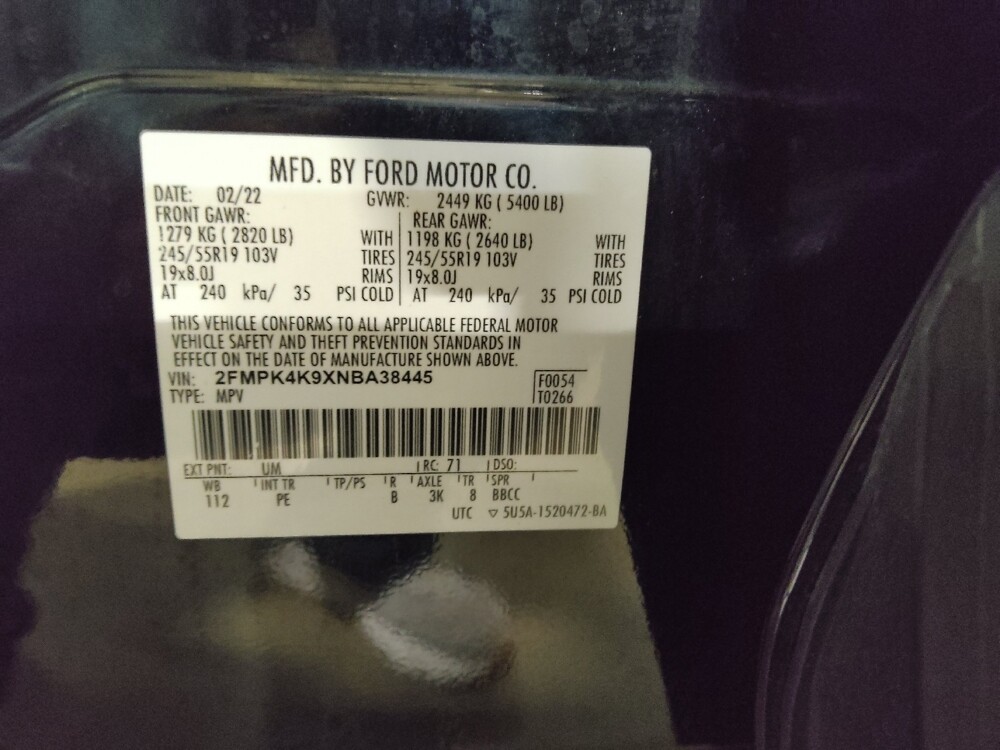 MFD. BY FORD MOTOR CO.
DATE: 02/22 GVWR: 2449 KG ( 5400 LB)
FRONT GAWR: REAR GAWR:
1279 KG ( 2820 LB) WITH 1198 KG ( 2640 LB) WITH
245/55R19 103V TIRES 245/55R19 103V TIRES
19x8.0J RIMS 19x8.0J RIMS
AT 240 kPa/ 35 PSI COLD AT 240 kPa/ 35 PSI COLD
THIS VEHICLE CONFORMS TO ALL APPLICABLE FEDERAL MOTOR
VEHICLE SAFETY AND THEFT PREVENTION STANDARDS IN
EFFECT ON THE DATE OF MANUFACTURE SHOWN ABOVE.
VIN: 2FMPK4K9XNBA38445 F0054
TYPE: MPV T0266
EXT PNT: UM RC: 71 DSO:
WB INT TR TP/PS R AXLE TR SPR
112 PE B 3K 8 BBCC
UTC ▽ 5U5A-1520472-BA